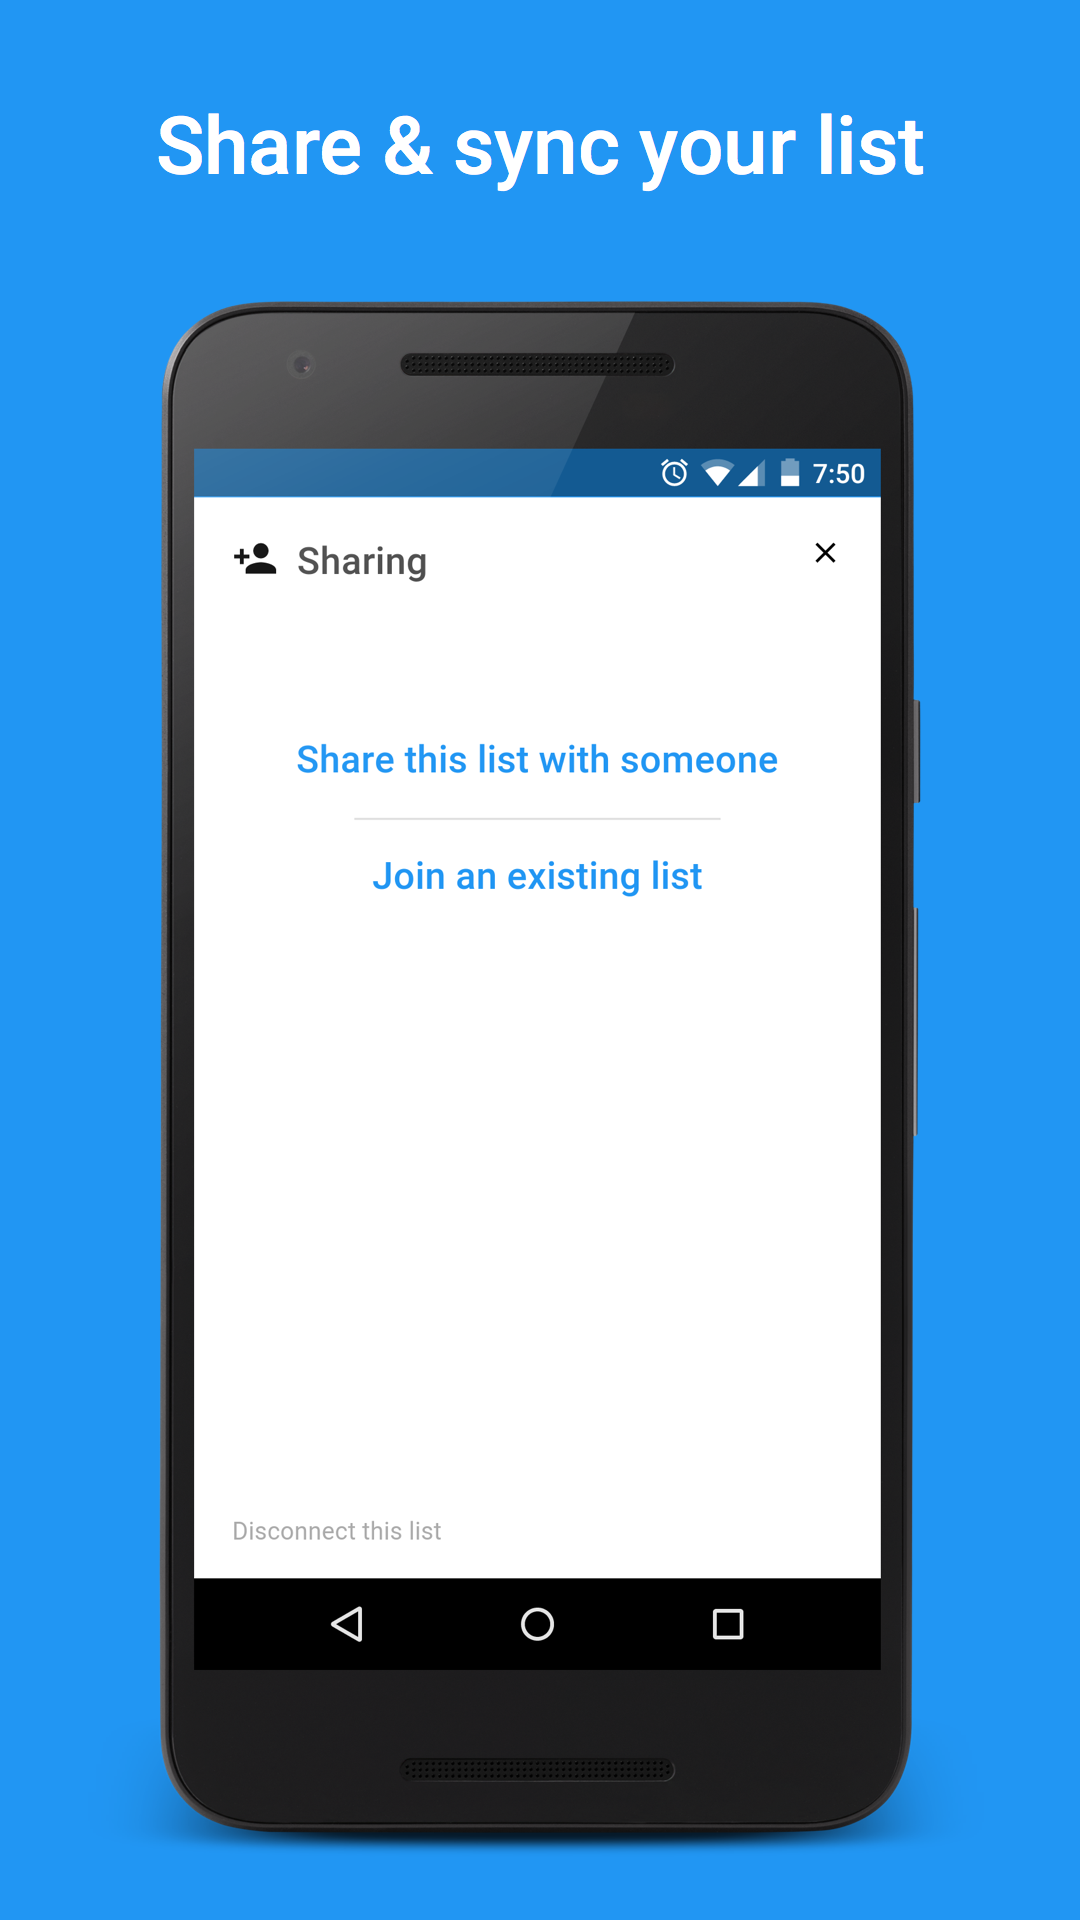 Share & sync your list
7:50
Sharing
Share this list with someone
Join an existing list
Disconnect this list